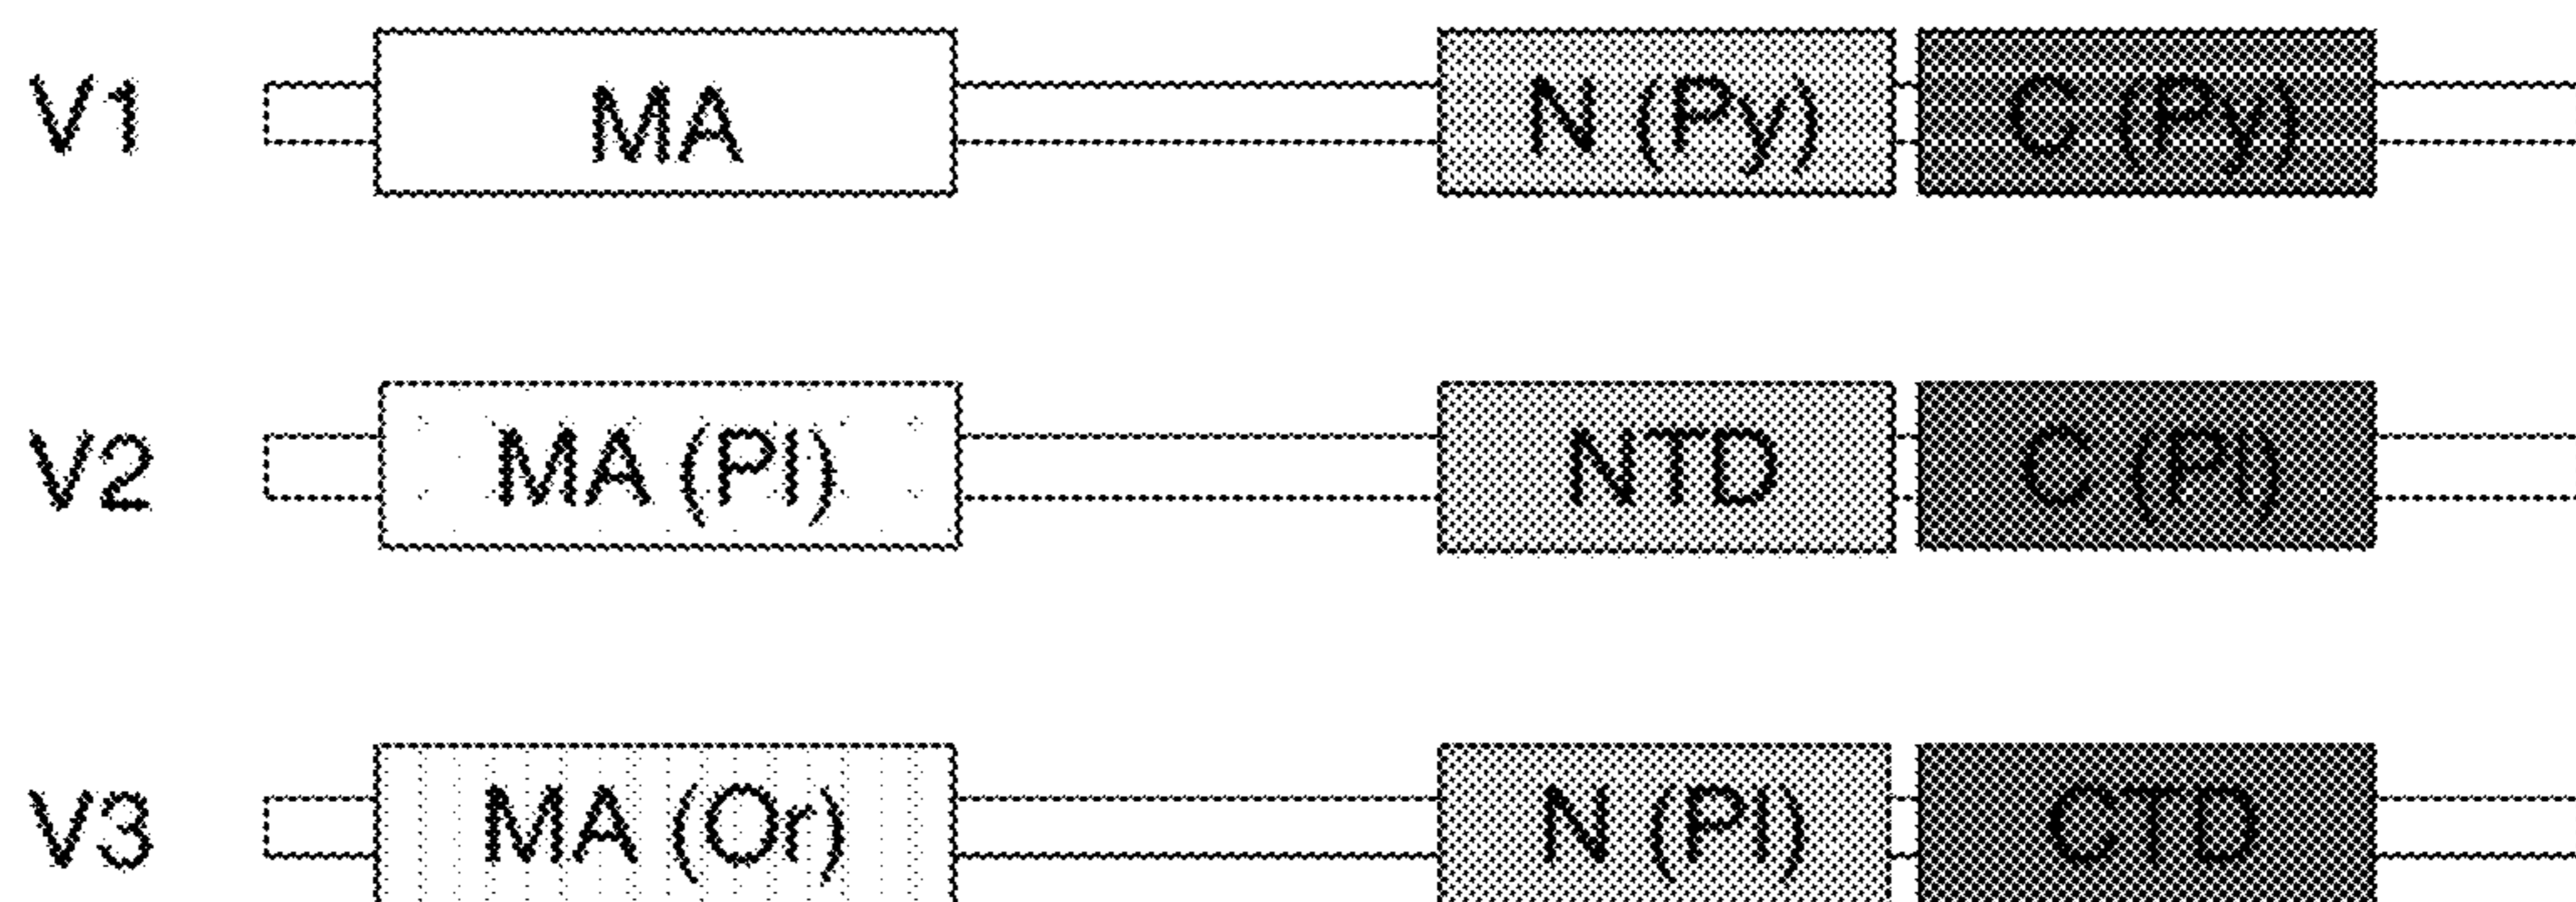 V1 MA N (Py) C (Py)
V2 MA (Pl) NTD C (Pl)
V3 MA (Or) N (Pl) CTD